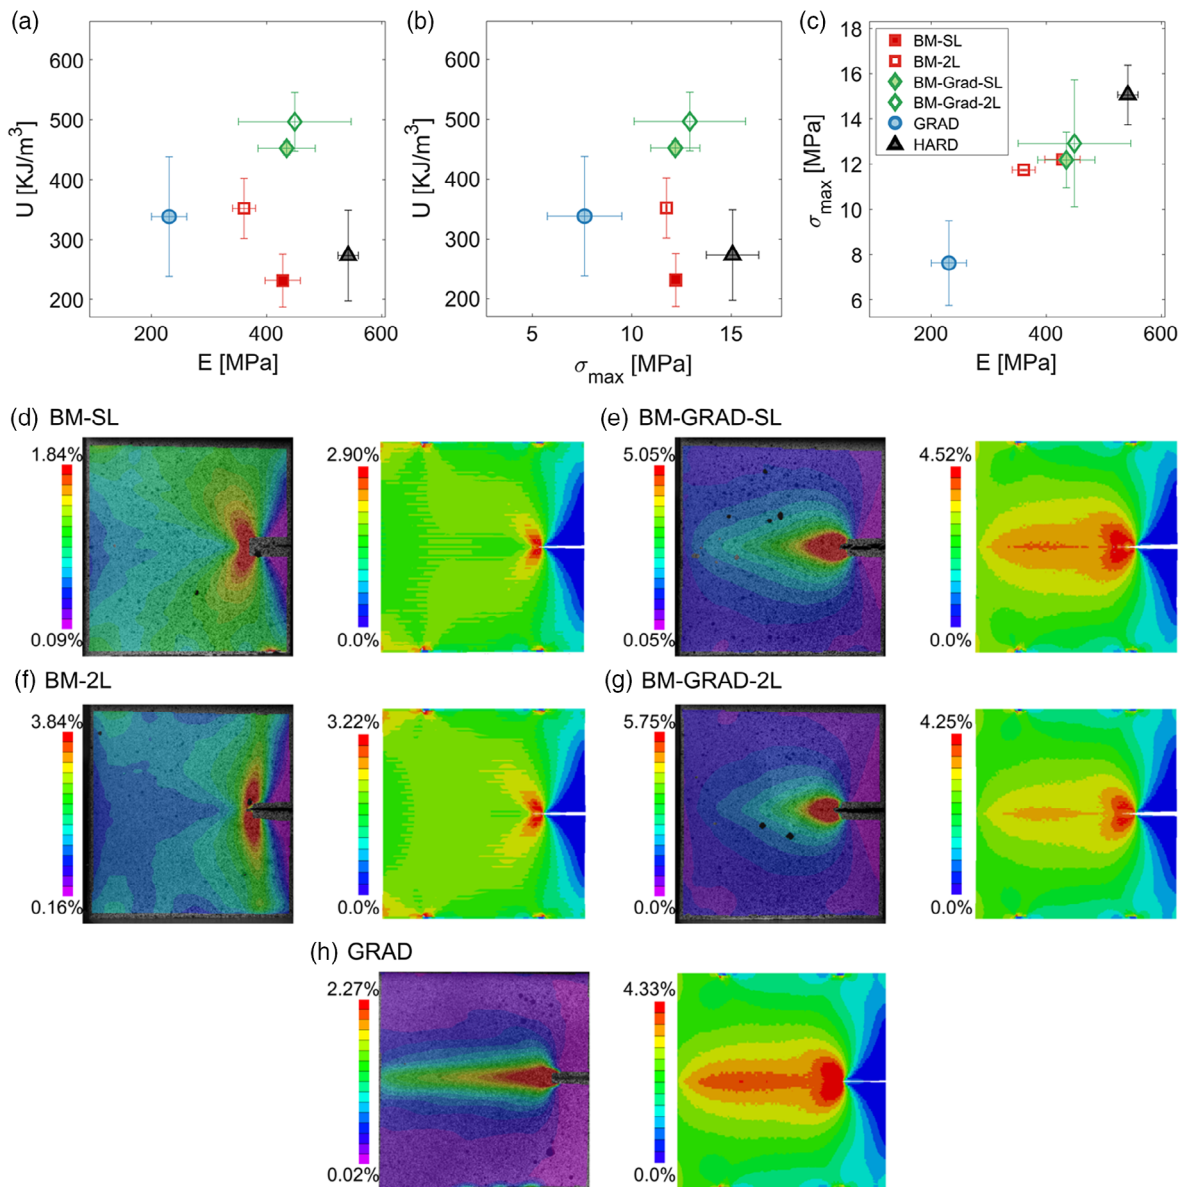 (a)
600
500
400
300
200
U [KJ/m³]
200
400
600
E [MPa]
(b)
600
500
400
300
200
U [KJ/m³]
5
10
15
σmax [MPa]
(c)
18
16
14
12
10
8
6
σmax [MPa]
200
400
600
E [MPa]
BM-SL
BM-2L
BM-Grad-SL
BM-Grad-2L
GRAD
HARD
(d) BM-SL
1.84%
0.09%
2.90%
0.0%
(e) BM-GRAD-SL
5.05%
0.05%
4.52%
0.0%
(f) BM-2L
3.84%
0.16%
3.22%
0.0%
(g) BM-GRAD-2L
5.75%
0.0%
4.25%
0.0%
(h) GRAD
2.27%
0.02%
4.33%
0.0%